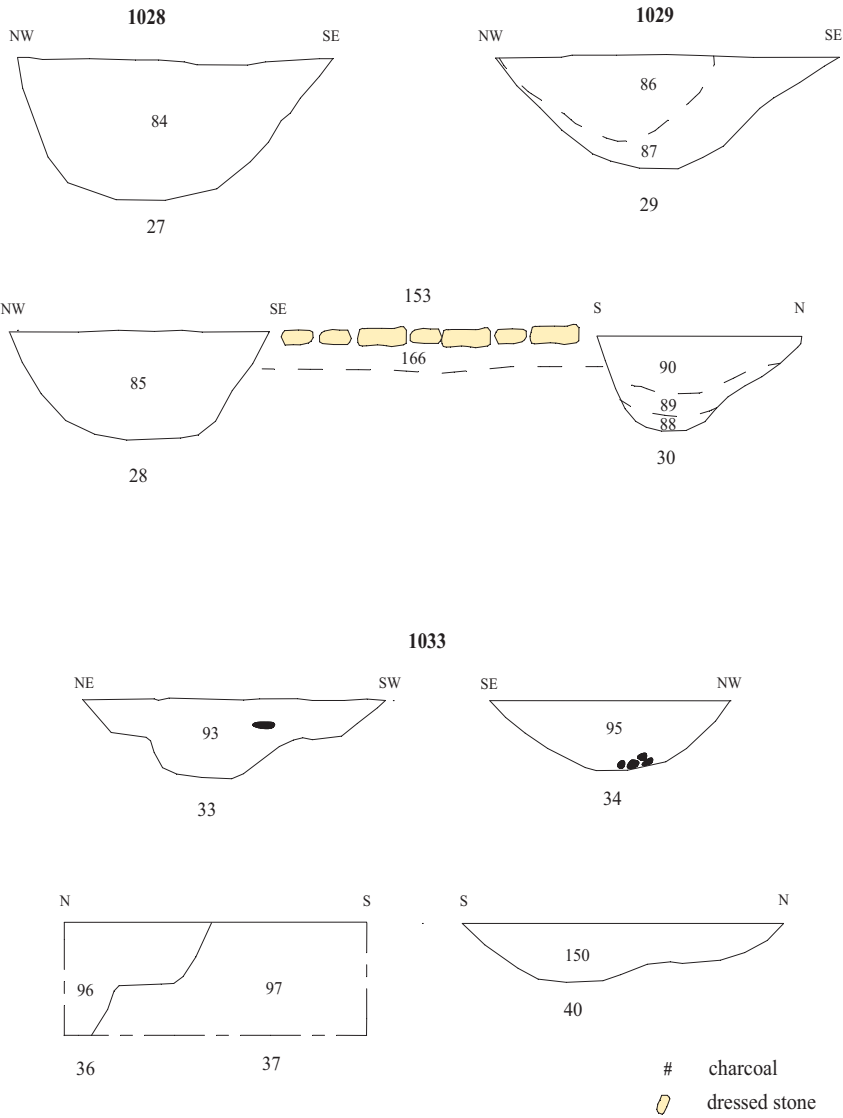 1028
NW SE
84
27
1029
NW SE
86
87
29
NW SE
85
28
153
166
S N
90
89
88
30
1033
NE SW
93
33
SE NW
95
34
N S
96 97
36 37
S N
150
40
# charcoal
dressed stone